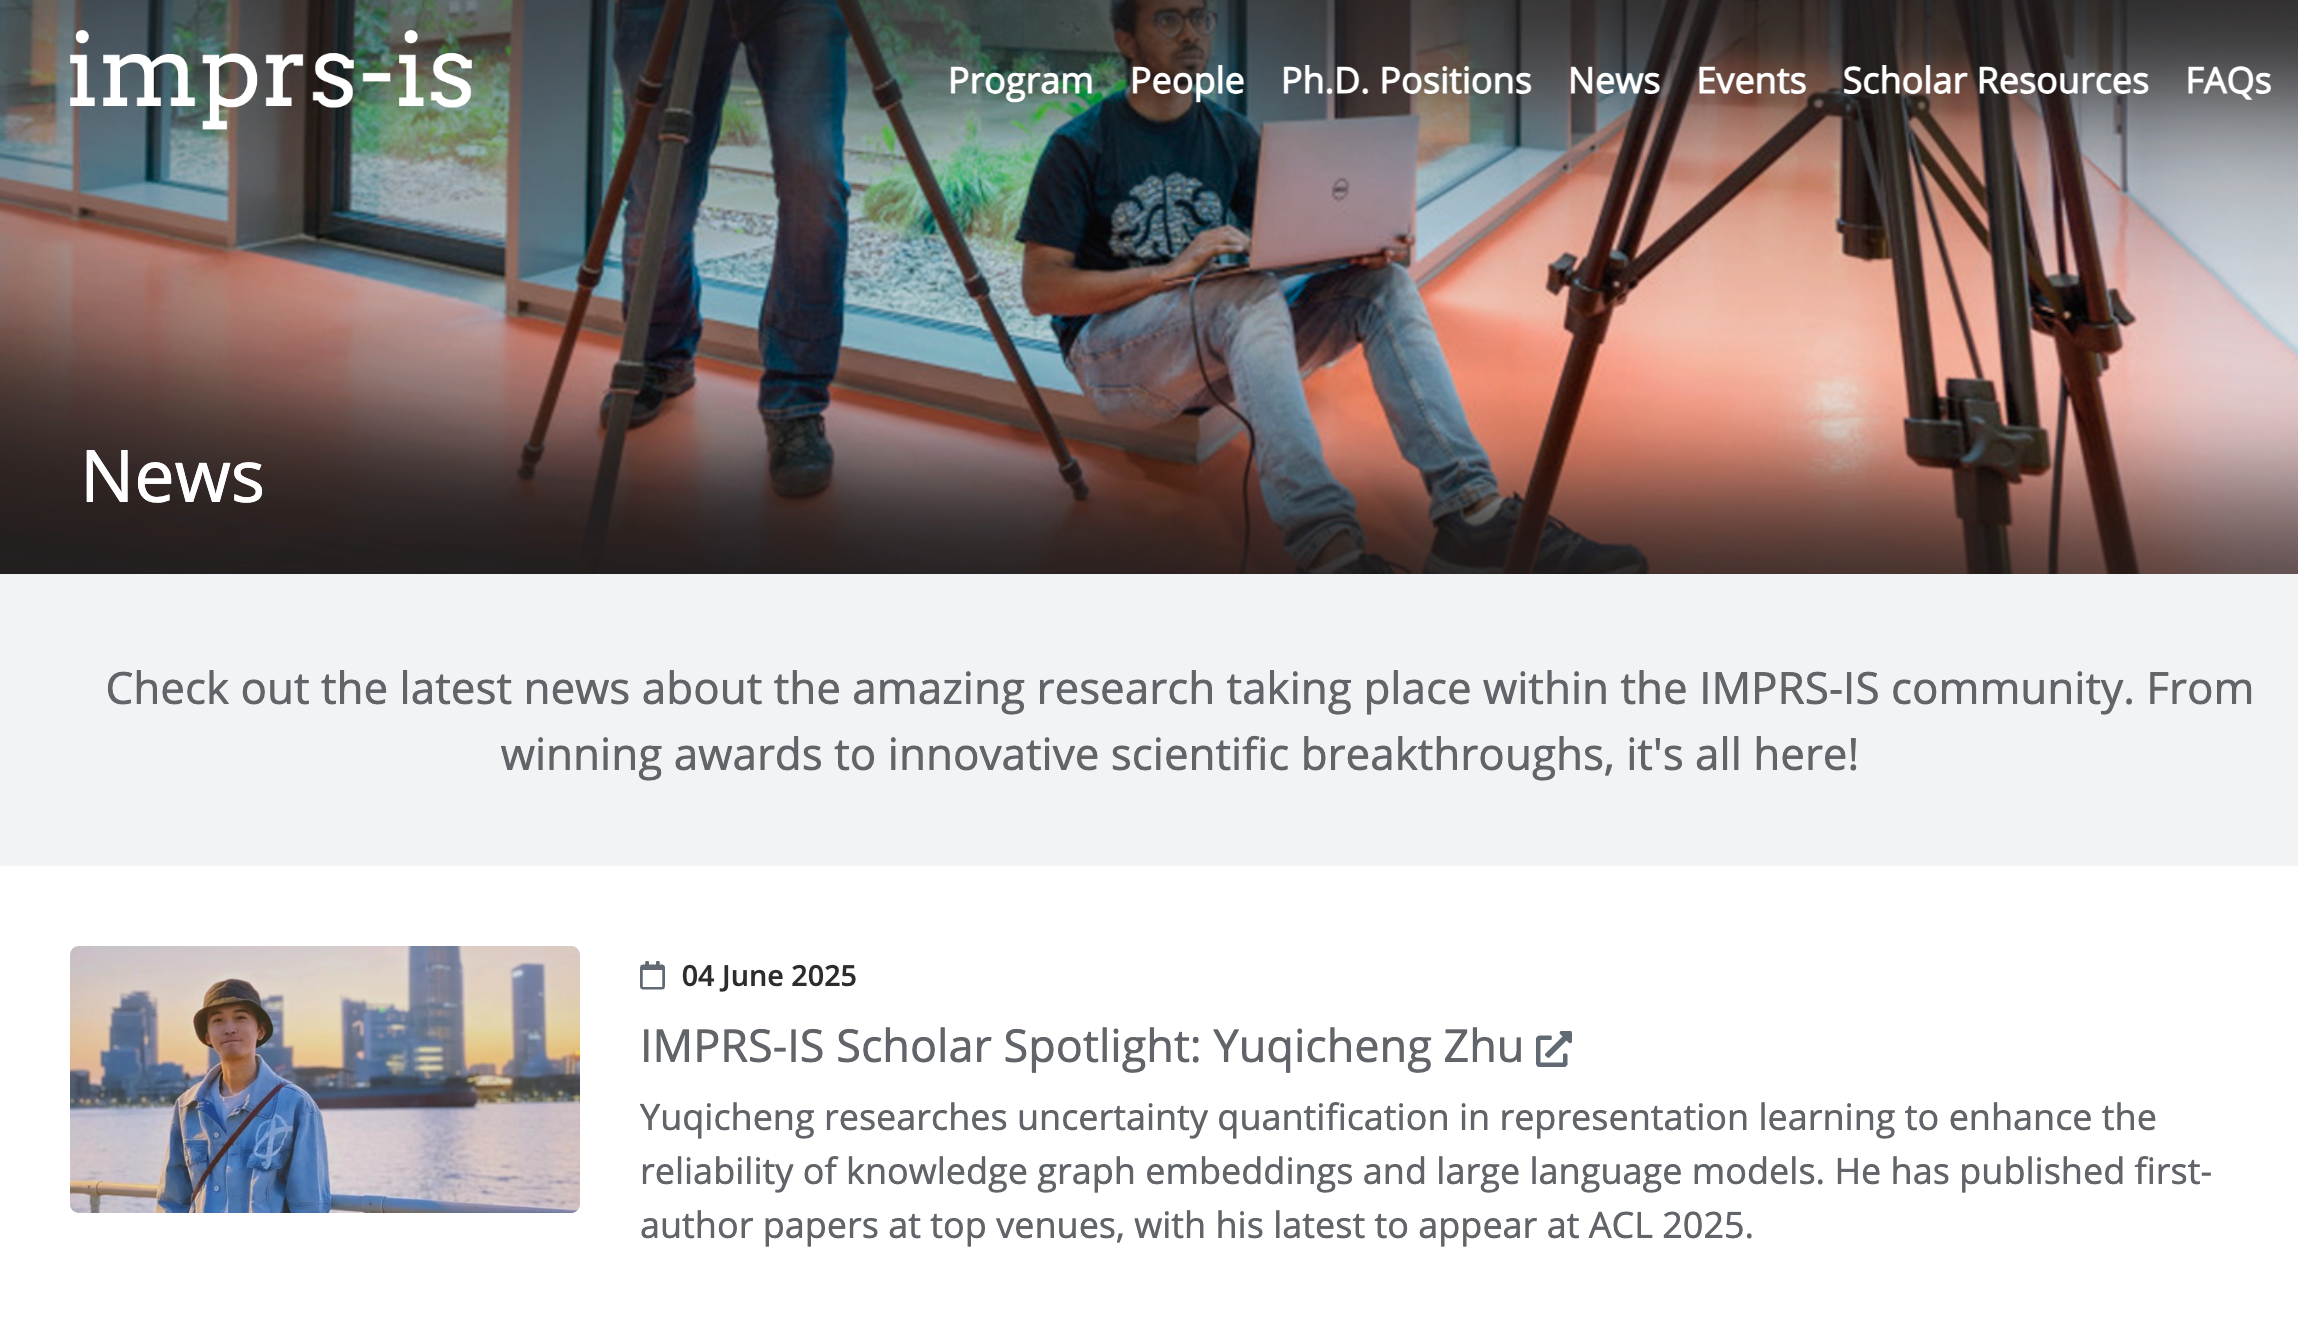 imprs-is
Program People Ph.D. Positions News Events Scholar Resources FAQs
News
Check out the latest news about the amazing research taking place within the IMPRS-IS community. From
winning awards to innovative scientific breakthroughs, it's all here!
04 June 2025
IMPRS-IS Scholar Spotlight: Yuqicheng Zhu
Yuqicheng researches uncertainty quantification in representation learning to enhance the
reliability of knowledge graph embeddings and large language models. He has published first-
author papers at top venues, with his latest to appear at ACL 2025.